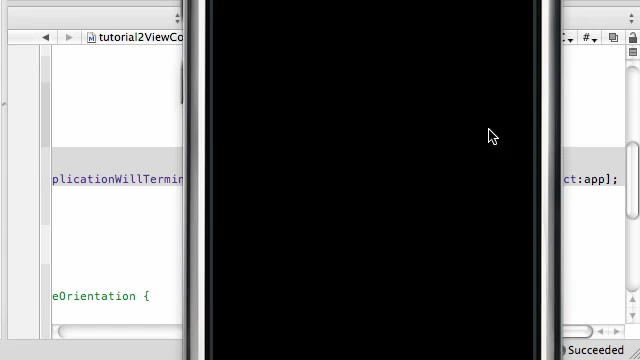 tutorial2ViewCo
#
plicationWillTermin
ct:app];
eOrientation {
Succeeded